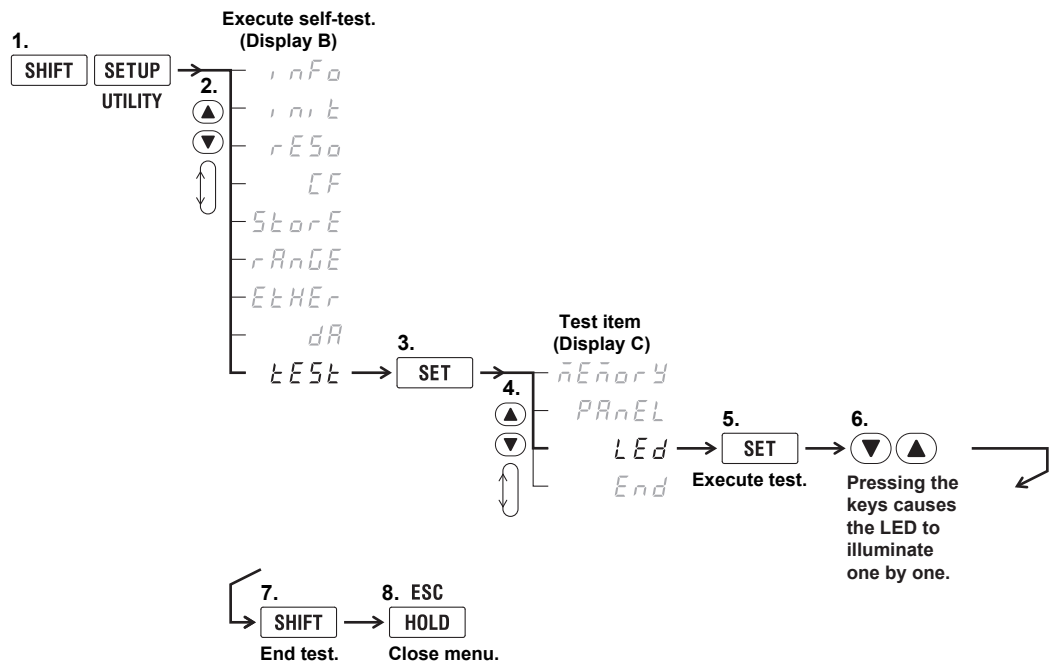 Execute self-test.
(Display B)
1.
SHIFT SETUP
UTILITY
2.
inFo
init
rESo
CF
StorE
rAnGE
EtHEr
dA
tESt
3.
SET
Test item
(Display C)
4.
mEmorY
PAnEL
LEd
End
5.
SET
Execute test.
6.
Pressing the
keys causes
the LED to
illuminate
one by one.
7.
SHIFT
End test.
8. ESC
HOLD
Close menu.